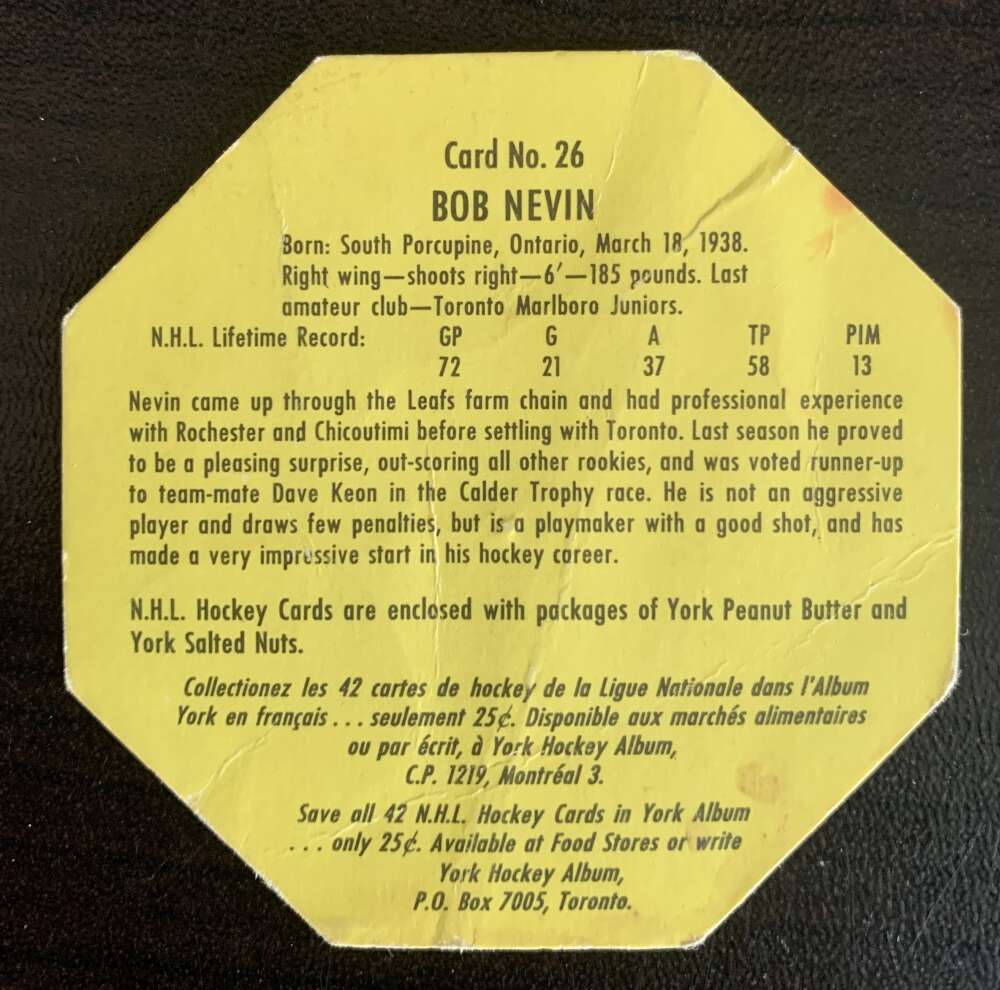 Card No. 26
BOB NEVIN
Born: South Porcupine, Ontario, March 18, 1938.
Right wing—shoots right—6'—185 pounds. Last
amateur club—Toronto Marlboro Juniors.
N.H.L. Lifetime Record: GP G A TP PIM
72 21 37 58 13
Nevin came up through the Leafs farm chain and had professional experience
with Rochester and Chicoutimi before settling with Toronto. Last season he proved
to be a pleasing surprise, out-scoring all other rookies, and was voted runner-up
to team-mate Dave Keon in the Calder Trophy race. He is not an aggressive
player and draws few penalties, but is a playmaker with a good shot, and has
made a very impressive start in his hockey career.
N.H.L. Hockey Cards are enclosed with packages of York Peanut Butter and
York Salted Nuts.
Collectionez les 42 cartes de hockey de la Ligue Nationale dans l'Album
York en français . . . seulement 25¢. Disponible aux marchés alimentaires
ou par écrit, à York Hockey Album,
C.P. 1219, Montréal 3.
Save all 42 N.H.L. Hockey Cards in York Album
. . . only 25¢. Available at Food Stores or write
York Hockey Album,
P.O. Box 7005, Toronto.